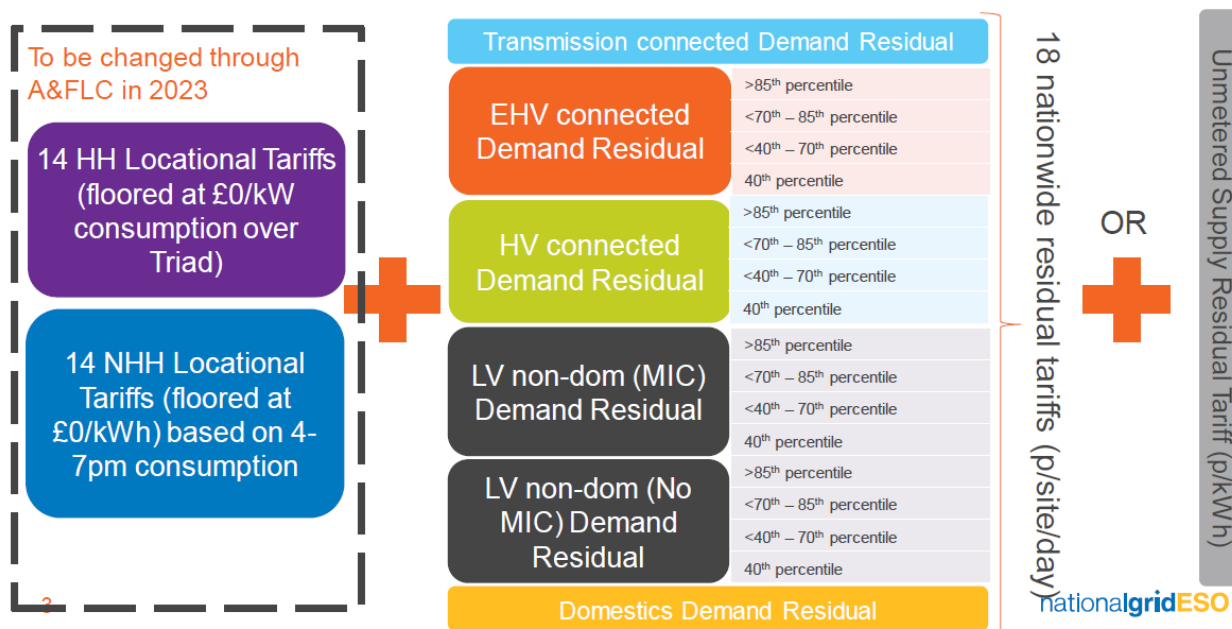 To be changed through
A&FLC in 2023
14 HH Locational Tariffs
(floored at £0/kW
consumption over
Triad)
14 NHH Locational
Tariffs (floored at
£0/kWh) based on 4-
7pm consumption
3
Transmission connected Demand Residual
EHV connected
Demand Residual
>85th percentile
<70th – 85th percentile
<40th – 70th percentile
40th percentile
HV connected
Demand Residual
>85th percentile
<70th – 85th percentile
<40th – 70th percentile
40th percentile
LV non-dom (MIC)
Demand Residual
>85th percentile
<70th – 85th percentile
<40th – 70th percentile
40th percentile
LV non-dom (No
MIC) Demand
Residual
>85th percentile
<70th – 85th percentile
<40th – 70th percentile
40th percentile
Domestics Demand Residual
18 nationwide residual tariffs (p/site/day)
OR
Unmetered Supply Residual Tariff (p/kWh)
nationalgridESO